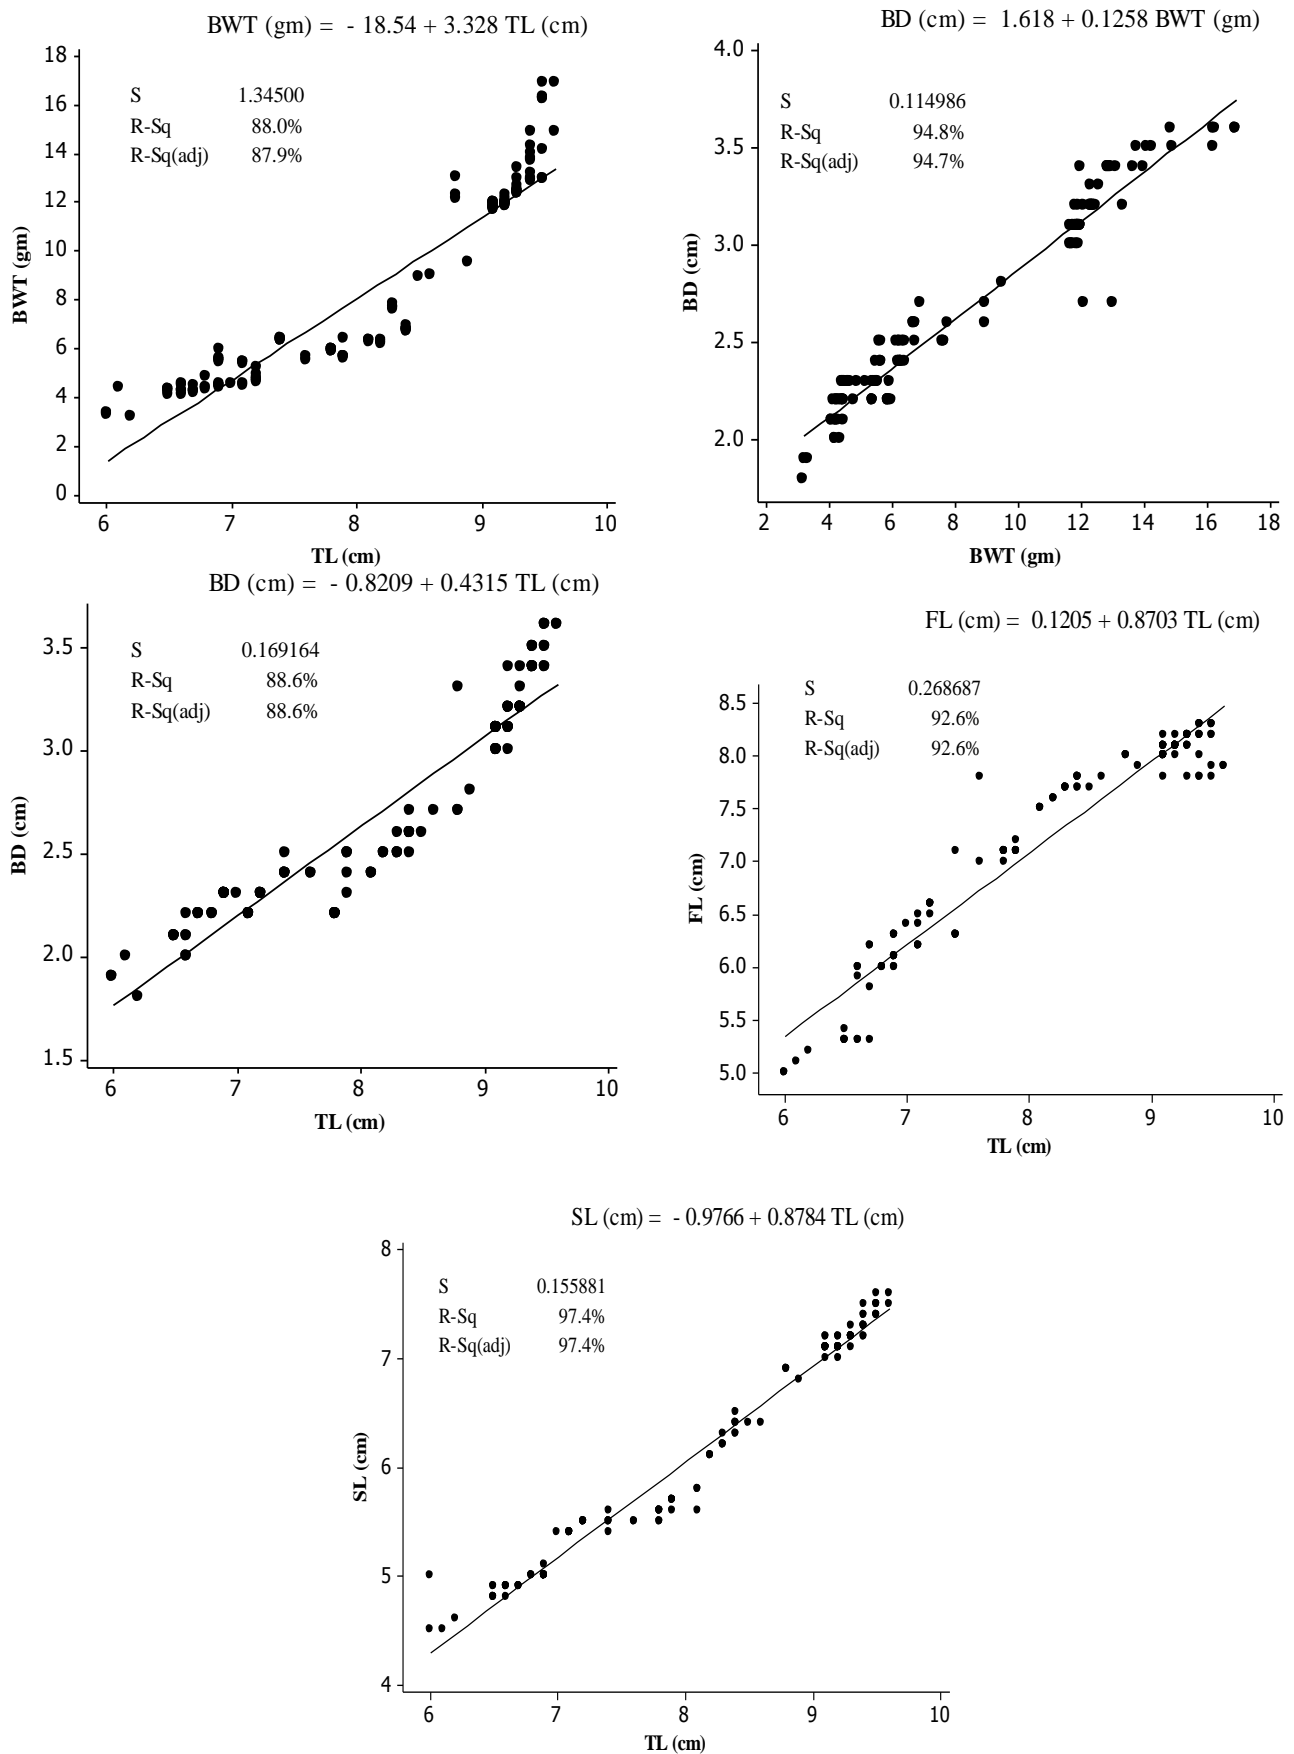 BWT (gm) = - 18.54 + 3.328 TL (cm)
18
16
14
12
10
8
6
4
2
0
S 1.34500
R-Sq 88.0%
R-Sq(adj) 87.9%
BWT (gm)
6 7 8 9 10
TL (cm)
BD (cm) = 1.618 + 0.1258 BWT (gm)
4.0
3.5
3.0
2.5
2.0
S 0.114986
R-Sq 94.8%
R-Sq(adj) 94.7%
BD (cm)
2 4 6 8 10 12 14 16 18
BWT (gm)
BD (cm) = - 0.8209 + 0.4315 TL (cm)
3.5
3.0
2.5
2.0
1.5
S 0.169164
R-Sq 88.6%
R-Sq(adj) 88.6%
BD (cm)
6 7 8 9 10
TL (cm)
FL (cm) = 0.1205 + 0.8703 TL (cm)
8.5
8.0
7.5
7.0
6.5
6.0
5.5
5.0
S 0.268687
R-Sq 92.6%
R-Sq(adj) 92.6%
FL (cm)
6 7 8 9 10
TL (cm)
SL (cm) = - 0.9766 + 0.8784 TL (cm)
8
7
6
5
4
S 0.155881
R-Sq 97.4%
R-Sq(adj) 97.4%
SL (cm)
6 7 8 9 10
TL (cm)